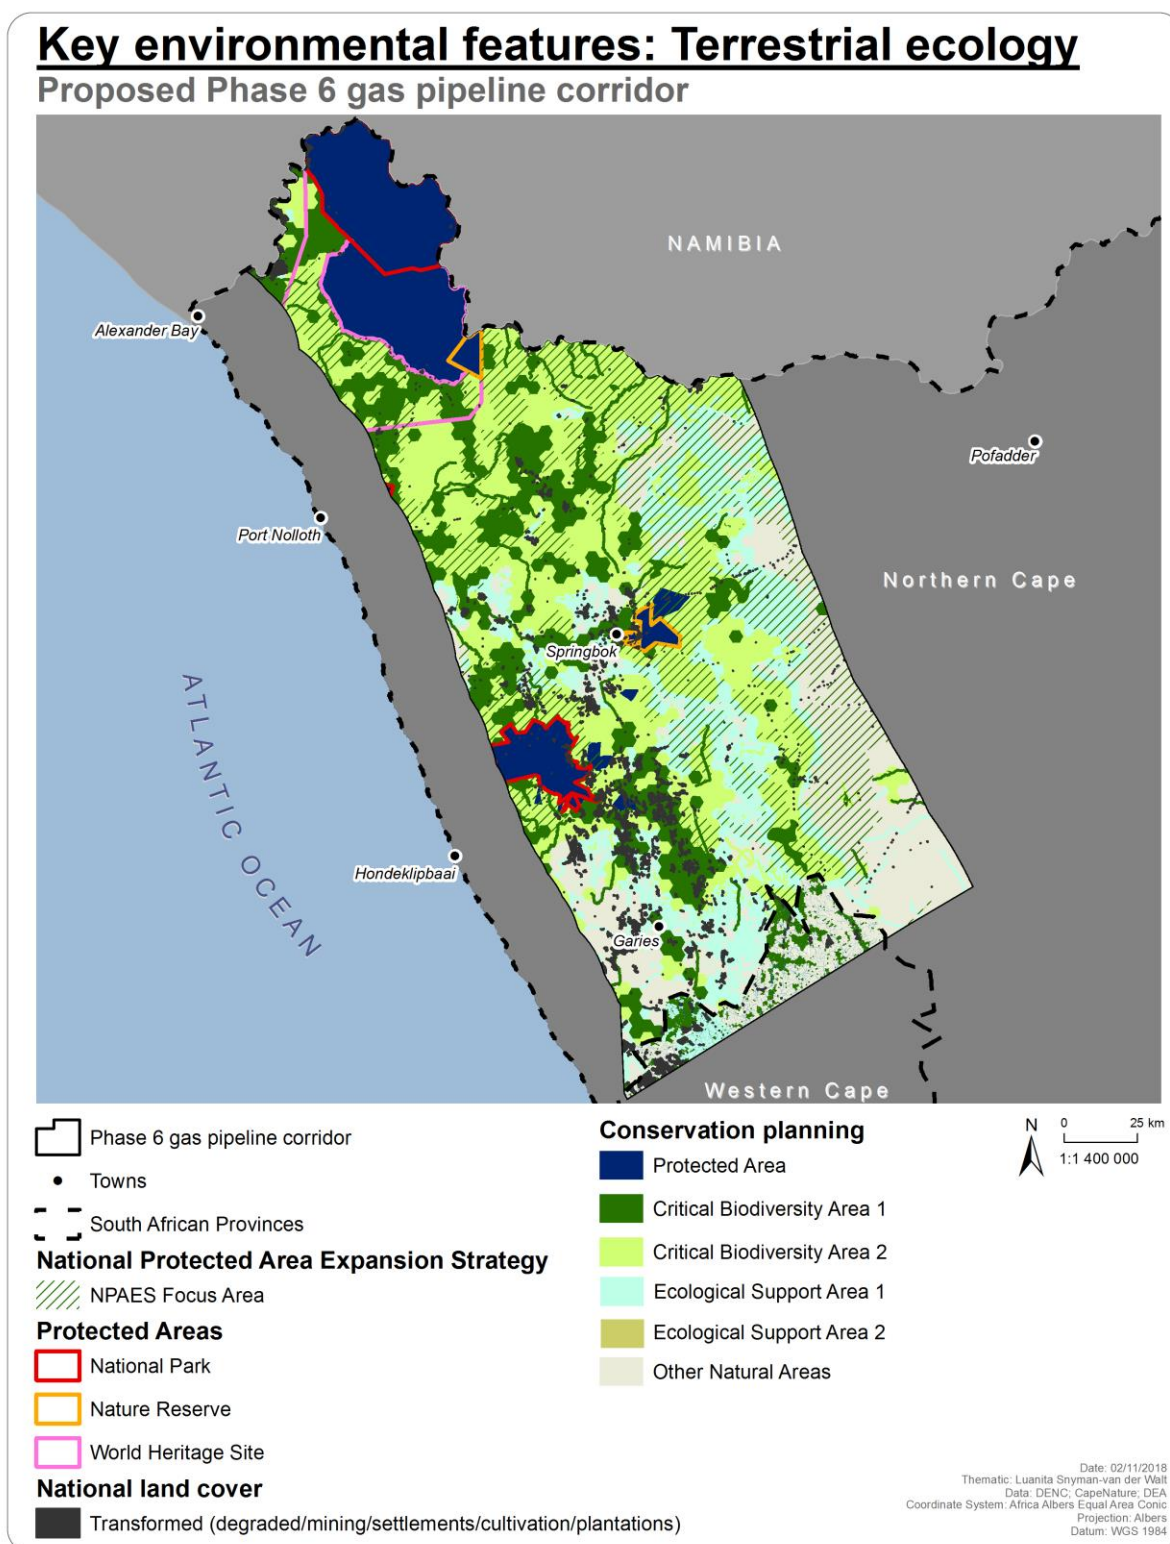 Key environmental features: Terrestrial ecology
Proposed Phase 6 gas pipeline corridor
NAMIBIA
Alexander Bay
Pofadder
Port Nolloth
Northern Cape
Springbok
ATLANTIC OCEAN
Hondeklipbaai
Garies
Western Cape
Phase 6 gas pipeline corridor
Towns
South African Provinces
National Protected Area Expansion Strategy
NPAES Focus Area
Protected Areas
National Park
Nature Reserve
World Heritage Site
National land cover
Transformed (degraded/mining/settlements/cultivation/plantations)
Conservation planning
Protected Area
Critical Biodiversity Area 1
Critical Biodiversity Area 2
Ecological Support Area 1
Ecological Support Area 2
Other Natural Areas
N
0 25 km
1:1 400 000
Date: 02/11/2018
Thematic: Luanita Snyman-van der Walt
Data: DENC; CapeNature; DEA
Coordinate System: Africa Albers Equal Area Conic
Projection: Albers
Datum: WGS 1984